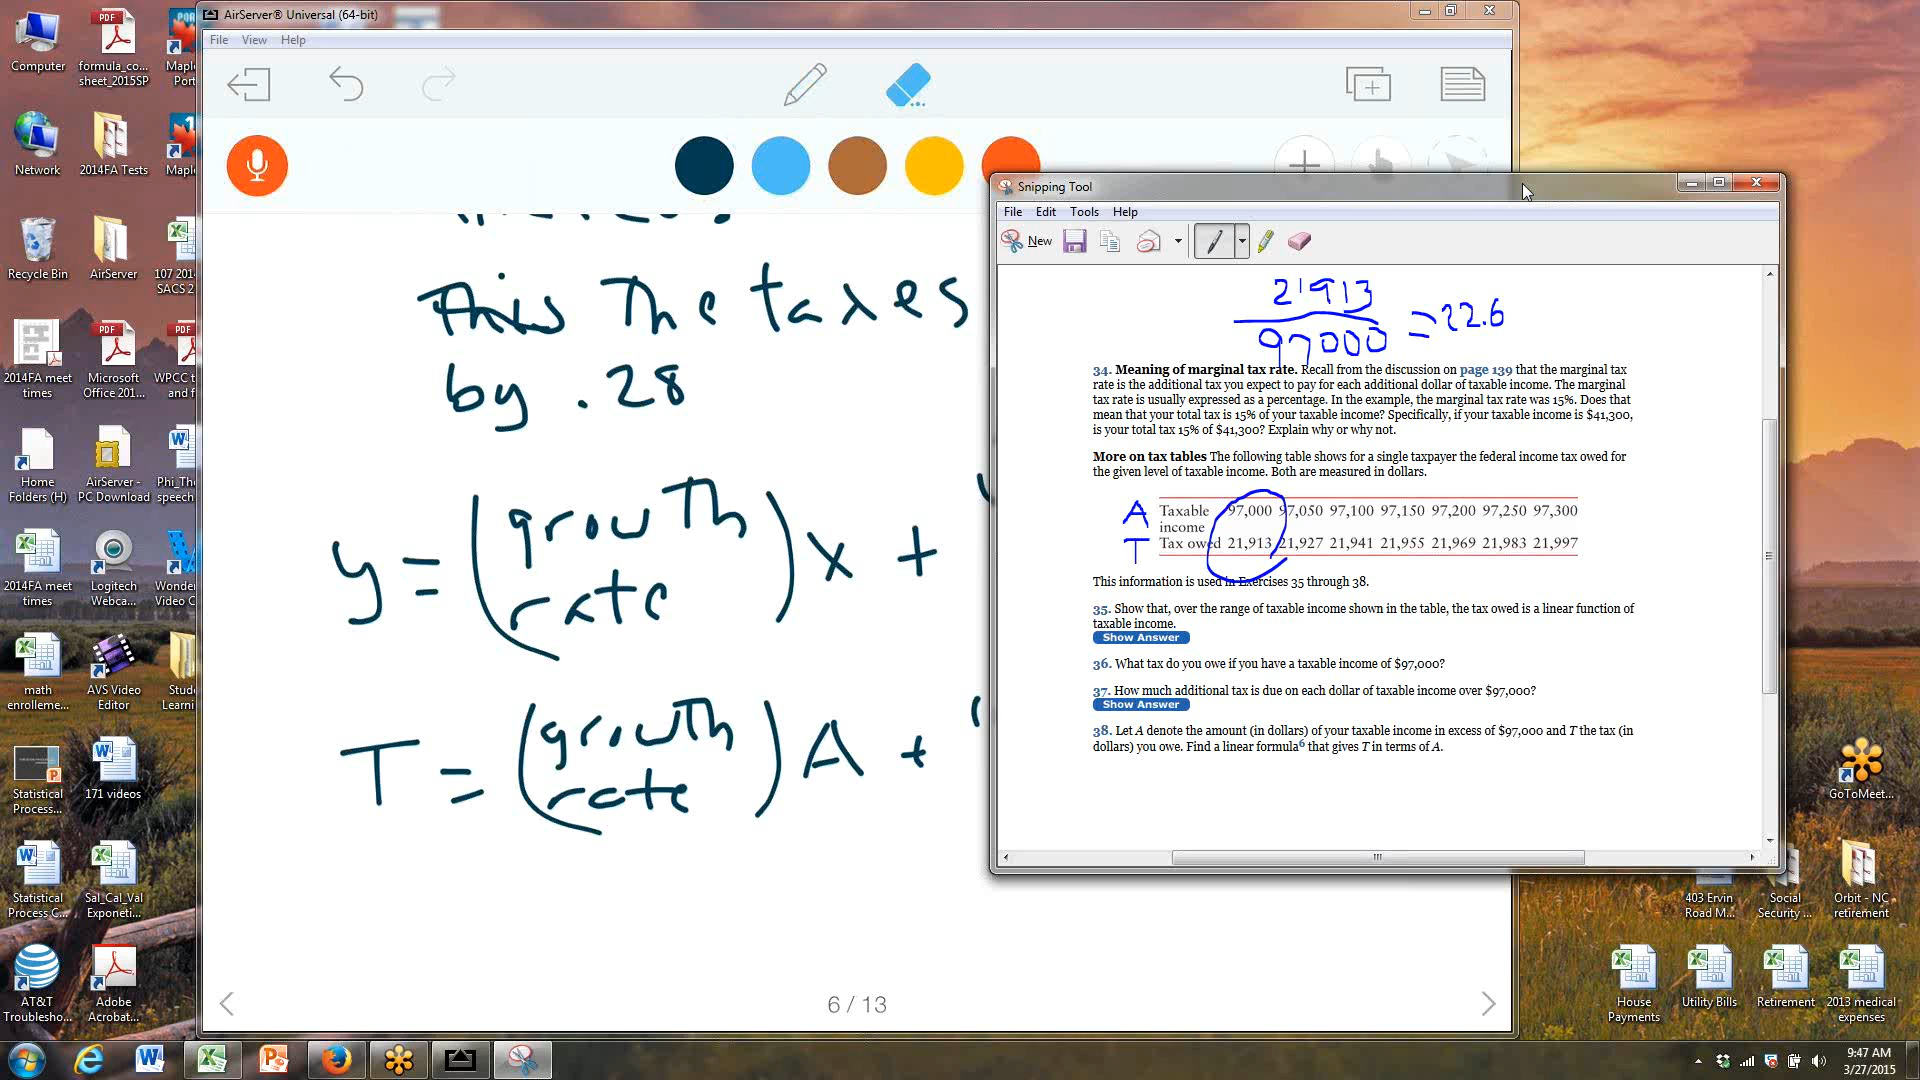 AirServer® Universal (64-bit)
File View Help
Computer
formula_co... sheet_2015SP
Network
2014FA Tests
Recycle Bin
AirServer
2014FA meet times
Microsoft Office 201...
Home Folders (H)
AirServer - PC Download
2014FA meet times
Logitech Webca...
math enrolleme...
AVS Video Editor
Statistical Process...
171 videos
Statistical Process C...
Sal_Cal_Val Exponeti...
AT&T Troublesho...
Adobe Acrobat...
This The taxes
by .28
y = (growth rate) x +
T = (growth rate) A +
6 / 13
Snipping Tool
File Edit Tools Help
New
21913
97000 = 22.6
34. Meaning of marginal tax rate. Recall from the discussion on page 139 that the marginal tax
rate is the additional tax you expect to pay for each additional dollar of taxable income. The marginal
tax rate is usually expressed as a percentage. In the example, the marginal tax rate was 15%. Does that
mean that your total tax is 15% of your taxable income? Specifically, if your taxable income is $41,300,
is your total tax 15% of $41,300? Explain why or why not.
More on tax tables The following table shows for a single taxpayer the federal income tax owed for
the given level of taxable income. Both are measured in dollars.
A Taxable income 97,000 97,050 97,100 97,150 97,200 97,250 97,300
T Tax owed 21,913 21,927 21,941 21,955 21,969 21,983 21,997
This information is used in Exercises 35 through 38.
35. Show that, over the range of taxable income shown in the table, the tax owed is a linear function of
taxable income.
Show Answer
36. What tax do you owe if you have a taxable income of $97,000?
37. How much additional tax is due on each dollar of taxable income over $97,000?
Show Answer
38. Let A denote the amount (in dollars) of your taxable income in excess of $97,000 and T the tax (in
dollars) you owe. Find a linear formula6 that gives T in terms of A.
GoToMeet...
403 Ervin Road M...
Social Security ...
Orbit - NC retirement
House Payments
Utility Bills
Retirement
2013 medical expenses
9:47 AM
3/27/2015